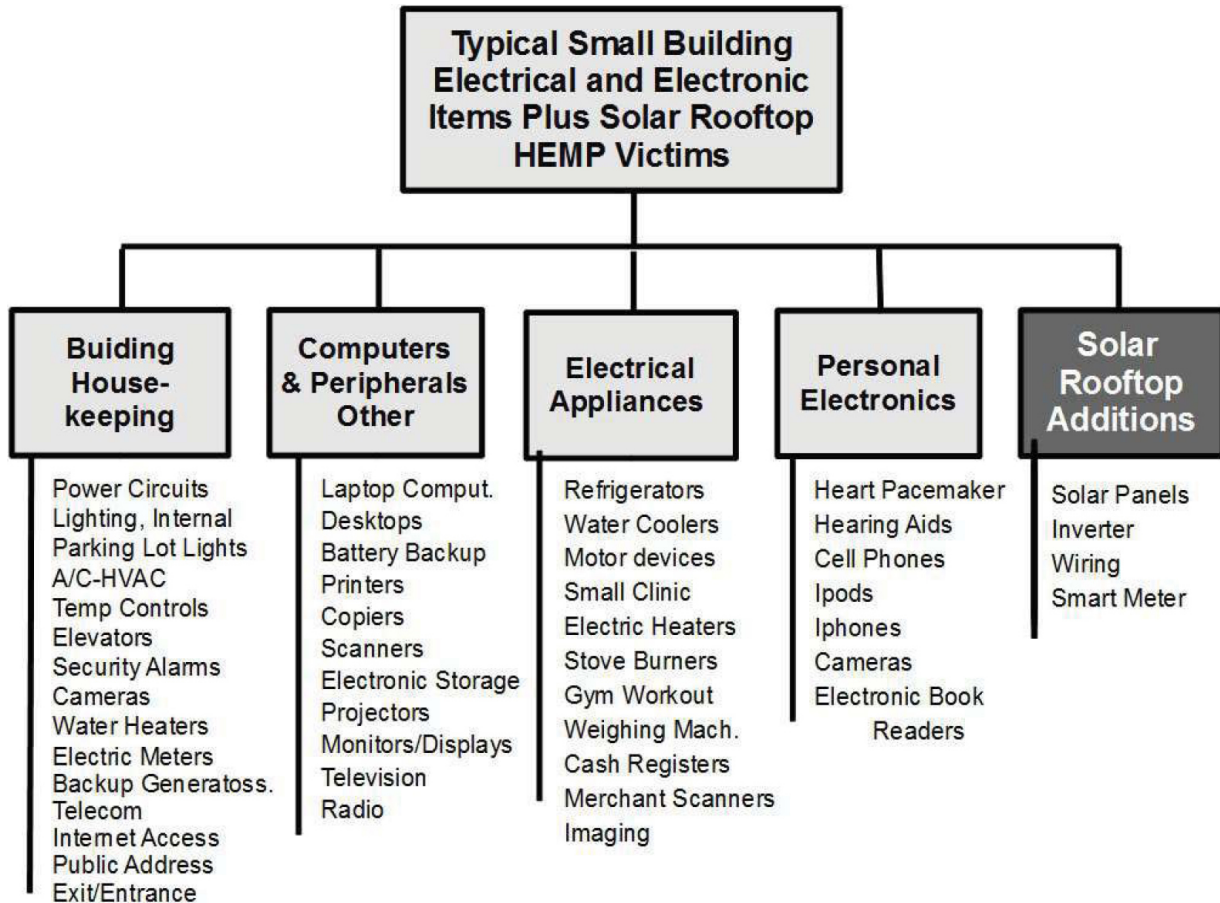 Typical Small Building
Electrical and Electronic
Items Plus Solar Rooftop
HEMP Victims
Buiding
House-
keeping
Power Circuits
Lighting, Internal
Parking Lot Lights
A/C-HVAC
Temp Controls
Elevators
Security Alarms
Cameras
Water Heaters
Electric Meters
Backup Generatoss.
Telecom
Internet Access
Public Address
Exit/Entrance
Computers
& Peripherals
Other
Laptop Comput.
Desktops
Battery Backup
Printers
Copiers
Scanners
Electronic Storage
Projectors
Monitors/Displays
Television
Radio
Electrical
Appliances
Refrigerators
Water Coolers
Motor devices
Small Clinic
Electric Heaters
Stove Burners
Gym Workout
Weighing Mach.
Cash Registers
Merchant Scanners
Imaging
Personal
Electronics
Heart Pacemaker
Hearing Aids
Cell Phones
Ipods
Iphones
Cameras
Electronic Book
Readers
Solar
Rooftop
Additions
Solar Panels
Inverter
Wiring
Smart Meter